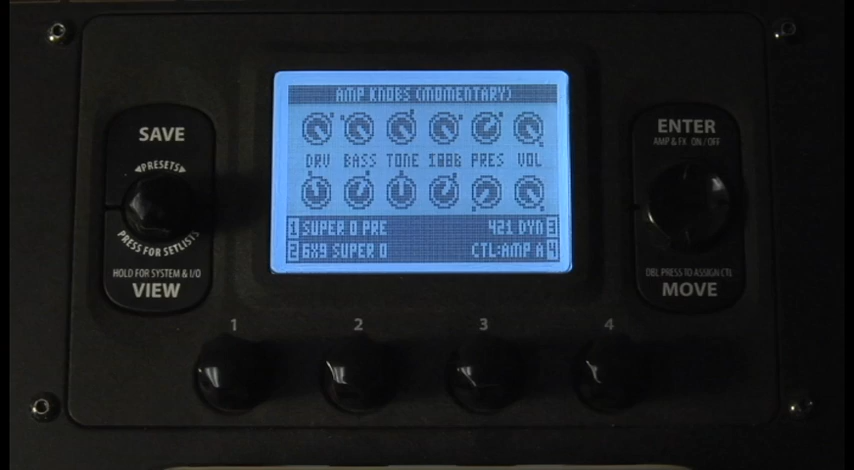 SAVE
◀PRESETS▶
PRESS FOR SETLISTS
HOLD FOR SYSTEM & I/O
VIEW
AMP KNOBS (MOMENTARY)
DRV BASS TONE 100B PRES VOL
1 SUPER O PRE 421 DYN 3
2 6X9 SUPER O CTL:AMP A 4
ENTER
AMP & FX ON/OFF
DBL PRESS TO ASSIGN CTL
MOVE
1 2 3 4